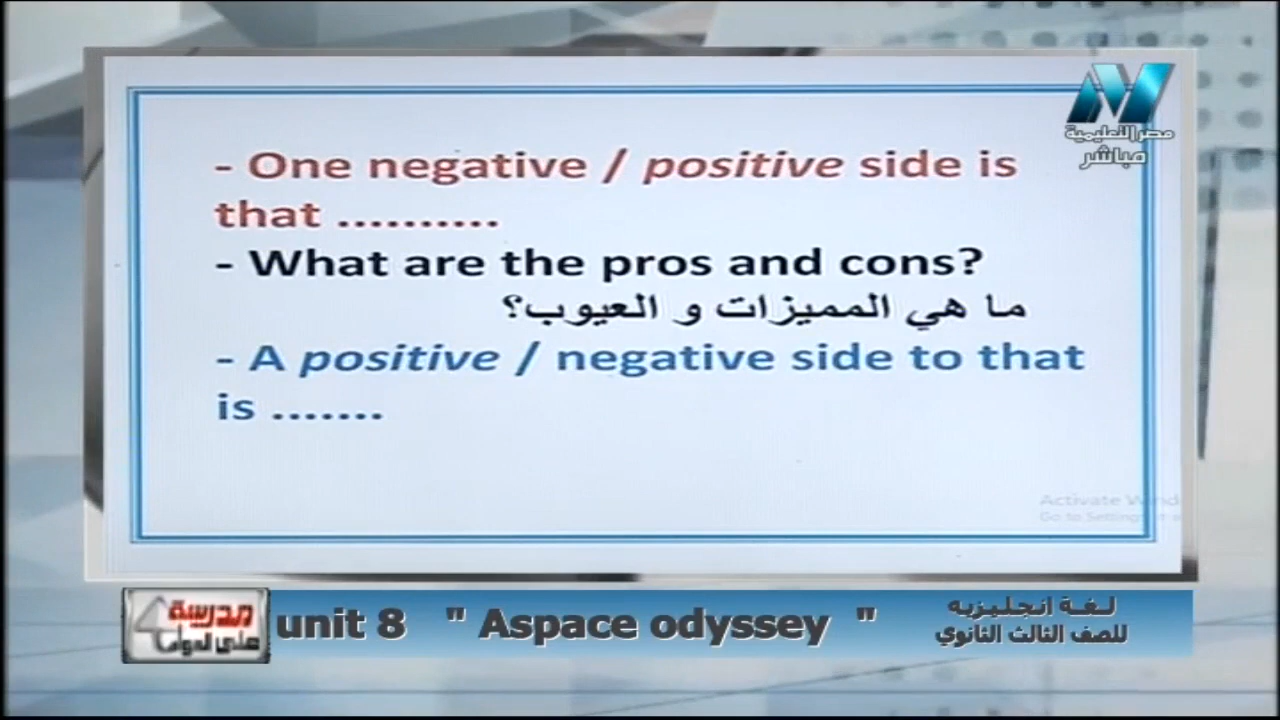 مصر التعليمية
مباشر
- One negative / positive side is
that ..........
- What are the pros and cons?
ما هي المميزات و العيوب؟
- A positive / negative side to that
is .......
Activate Wind
Go to Settings
مدرسة
على الهواء
unit 8 " Aspace odyssey "
لغة انجليزيه
للصف الثالث الثانوي